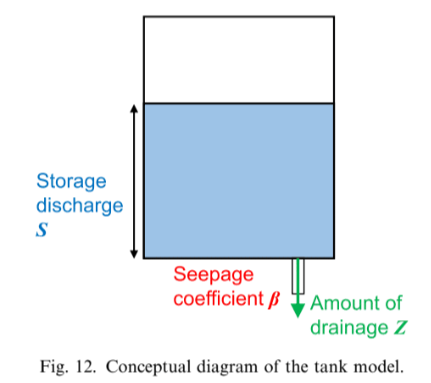 Storage
discharge
S
Seepage
coefficient β
Amount of
drainage Z
Fig. 12. Conceptual diagram of the tank model.